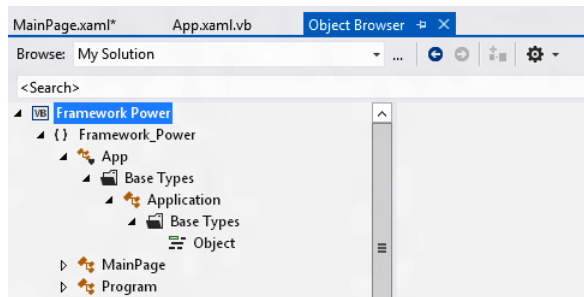 MainPage.xaml* App.xaml.vb Object Browser
Browse: My Solution ...
<Search>
VB Framework Power
{ } Framework_Power
App
Base Types
Application
Base Types
Object
MainPage
Program